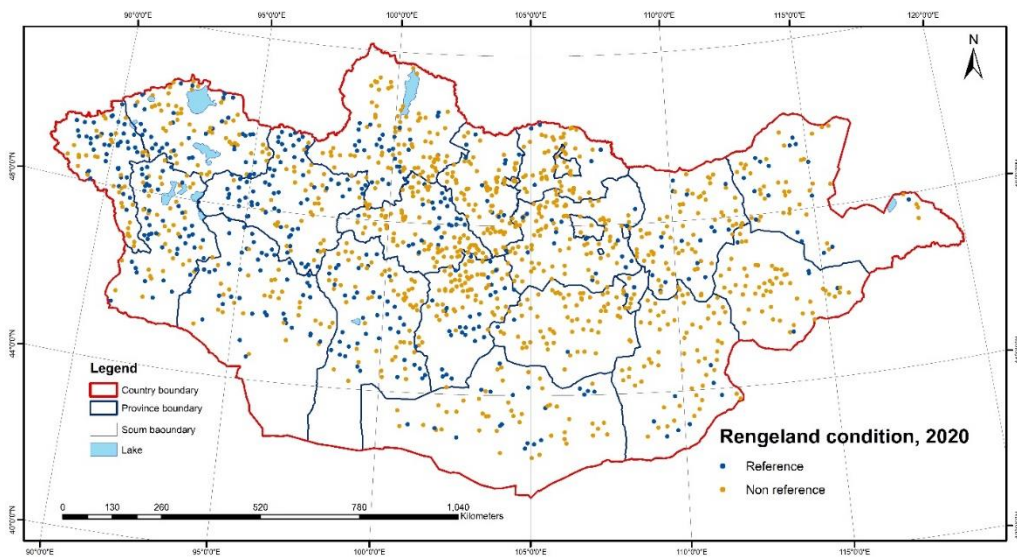 90°0'0"E 95°0'0"E 100°0'0"E 105°0'0"E 110°0'0"E 115°0'0"E 120°0'0"E
N
48°0'0"N
44°0'0"N
Legend
Country boundary
Province boundary
Soum baoundary
Lake
Rengeland condition, 2020
Reference
Non reference
0 130 260 520 780 1,040
Kilometers
40°0'0"N
90°0'0"E 95°0'0"E 100°0'0"E 105°0'0"E 110°0'0"E 115°0'0"E